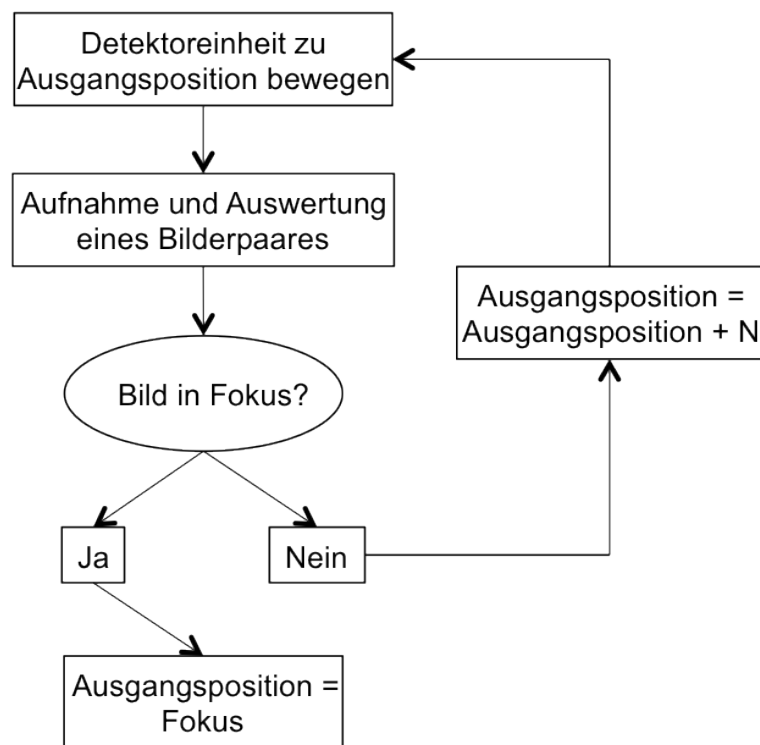 Detektoreinheit zu
Ausgangsposition bewegen
Aufnahme und Auswertung
eines Bilderpaares
Ausgangsposition =
Ausgangsposition + N
Bild in Fokus?
Ja
Nein
Ausgangsposition =
Fokus